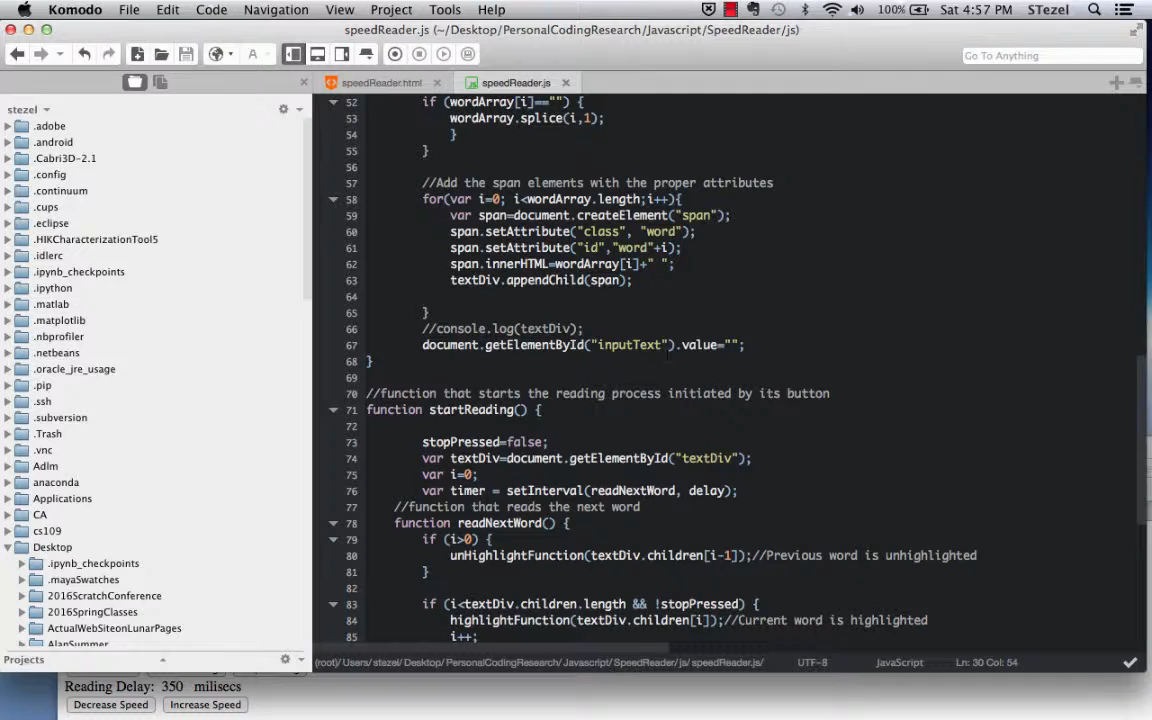 Komodo File Edit Code Navigation View Project Tools Help 100% Sat 4:57 PM STezel
speedReader.js (~/Desktop/PersonalCodingResearch/Javascript/SpeedReader/js)
Go To Anything
speedReader.html speedReader.js
stezel
.adobe
.android
.Cabri3D-2.1
.config
.continuum
.cups
.eclipse
.HIKCharacterizationTool5
.idlerc
.ipynb_checkpoints
.ipython
.matlab
.matplotlib
.nbprofiler
.netbeans
.oracle_jre_usage
.pip
.ssh
.subversion
.Trash
.vnc
Adlm
anaconda
Applications
CA
cs109
Desktop
.ipynb_checkpoints
.mayaSwatches
2016ScratchConference
2016SpringClasses
ActualWebSiteonLunarPages
AlanSummer
Projects
52 if (wordArray[i]=="") {
53 wordArray.splice(i,1);
54 }
55 }
56
57 //Add the span elements with the proper attributes
58 for(var i=0; i<wordArray.length;i++){
59 var span=document.createElement("span");
60 span.setAttribute("class", "word");
61 span.setAttribute("id","word"+i);
62 span.innerHTML=wordArray[i]+" ";
63 textDiv.appendChild(span);
64
65 }
66 //console.log(textDiv);
67 document.getElementById("inputText").value="";
68 }
69
70 //function that starts the reading process initiated by its button
71 function startReading() {
72
73 stopPressed=false;
74 var textDiv=document.getElementById("textDiv");
75 var i=0;
76 var timer = setInterval(readNextWord, delay);
77 //function that reads the next word
78 function readNextWord() {
79 if (i>0) {
80 unHighlightFunction(textDiv.children[i-1]);//Previous word is unhighlighted
81 }
82
83 if (i<textDiv.children.length && !stopPressed) {
84 highlightFunction(textDiv.children[i]);//Current word is highlighted
85 i++;
(root)/ Users/ stezel/ Desktop/ PersonalCodingResearch/ Javascript/ SpeedReader/ js/ speedReader.js/ UTF-8 JavaScript Ln: 30 Col: 54
Reading Delay: 350 milisecs
Decrease Speed Increase Speed